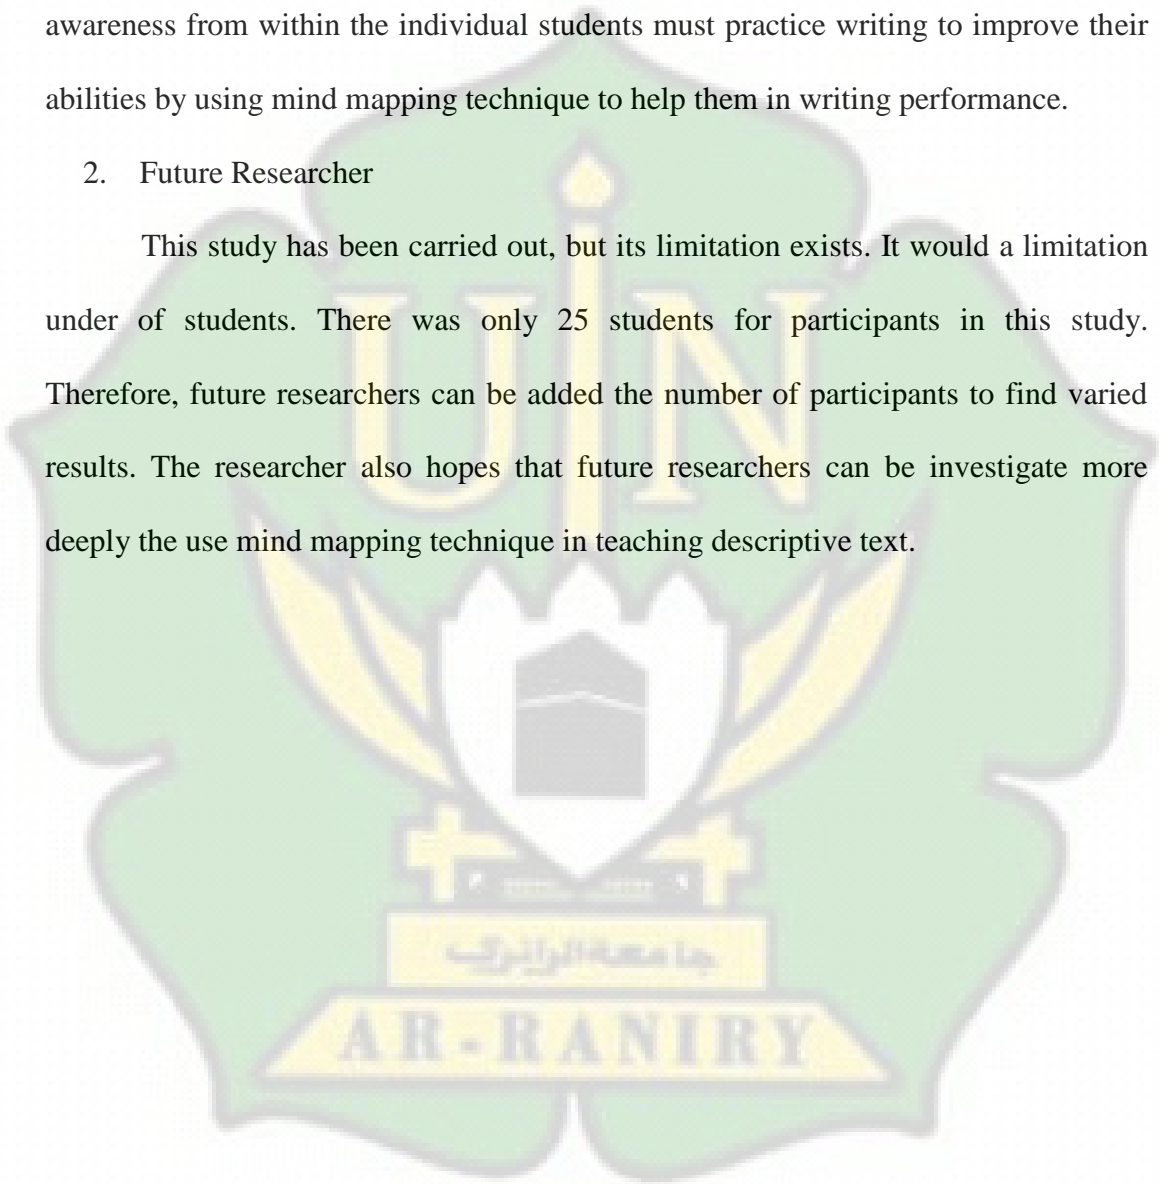 awareness from within the individual students must practice writing to improve their
abilities by using mind mapping technique to help them in writing performance.
2. Future Researcher
This study has been carried out, but its limitation exists. It would a limitation
under of students. There was only 25 students for participants in this study.
Therefore, future researchers can be added the number of participants to find varied
results. The researcher also hopes that future researchers can be investigate more
deeply the use mind mapping technique in teaching descriptive text.
UIN
جامعة الرانري
AR-RANIRY